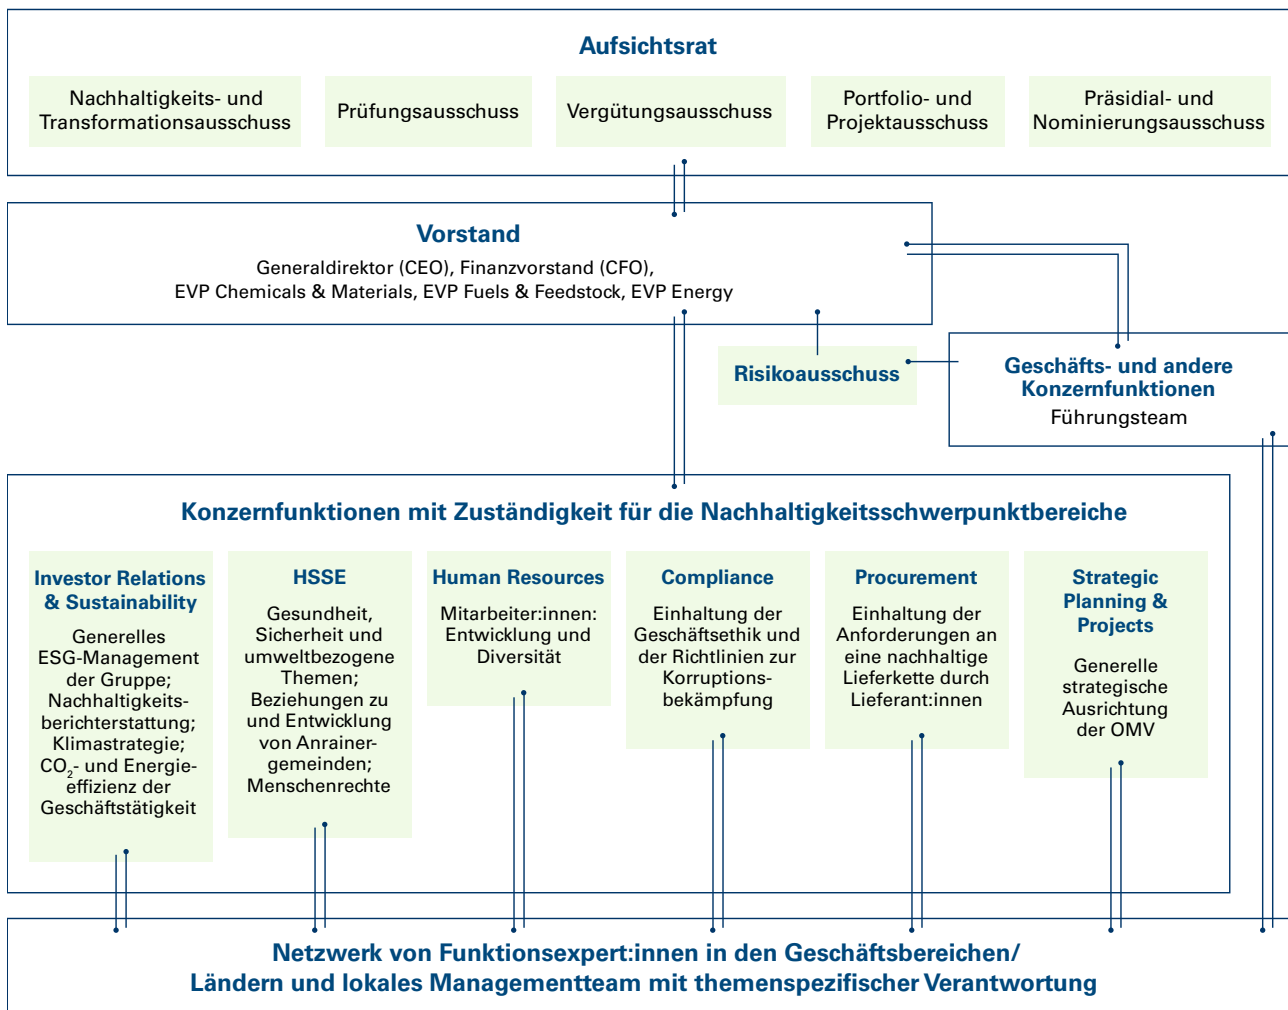 Aufsichtsrat
Nachhaltigkeits- und
Transformationsausschuss
Prüfungsausschuss
Vergütungsausschuss
Portfolio- und
Projektausschuss
Präsidial- und
Nominierungsausschuss
Vorstand
Generaldirektor (CEO), Finanzvorstand (CFO),
EVP Chemicals & Materials, EVP Fuels & Feedstock, EVP Energy
Risikoausschuss
Geschäfts- und andere
Konzernfunktionen
Führungsteam
Konzernfunktionen mit Zuständigkeit für die Nachhaltigkeitsschwerpunktbereiche
Investor Relations
& Sustainability
Generelles
ESG-Management
der Gruppe;
Nachhaltigkeits-
berichterstattung;
Klimastrategie;
CO₂- und Energie-
effizienz der
Geschäftstätigkeit
HSSE
Gesundheit,
Sicherheit und
umweltbezogene
Themen;
Beziehungen zu
und Entwicklung
von Anrainer-
gemeinden;
Menschenrechte
Human Resources
Mitarbeiter:innen:
Entwicklung und
Diversität
Compliance
Einhaltung der
Geschäftsethik und
der Richtlinien zur
Korruptions-
bekämpfung
Procurement
Einhaltung der
Anforderungen an
eine nachhaltige
Lieferkette durch
Lieferant:innen
Strategic
Planning &
Projects
Generelle
strategische
Ausrichtung
der OMV
Netzwerk von Funktionsexpert:innen in den Geschäftsbereichen/
Ländern und lokales Managementteam mit themenspezifischer Verantwortung